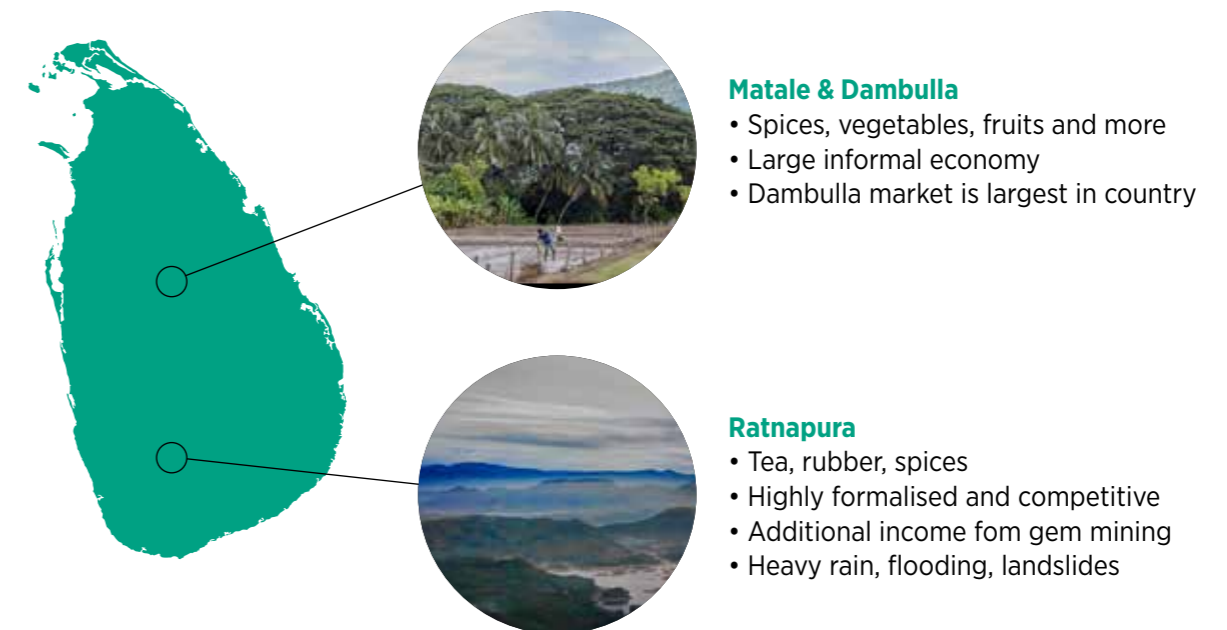 Matale & Dambulla
• Spices, vegetables, fruits and more
• Large informal economy
• Dambulla market is largest in country
Ratnapura
• Tea, rubber, spices
• Highly formalised and competitive
• Additional income fom gem mining
• Heavy rain, flooding, landslides